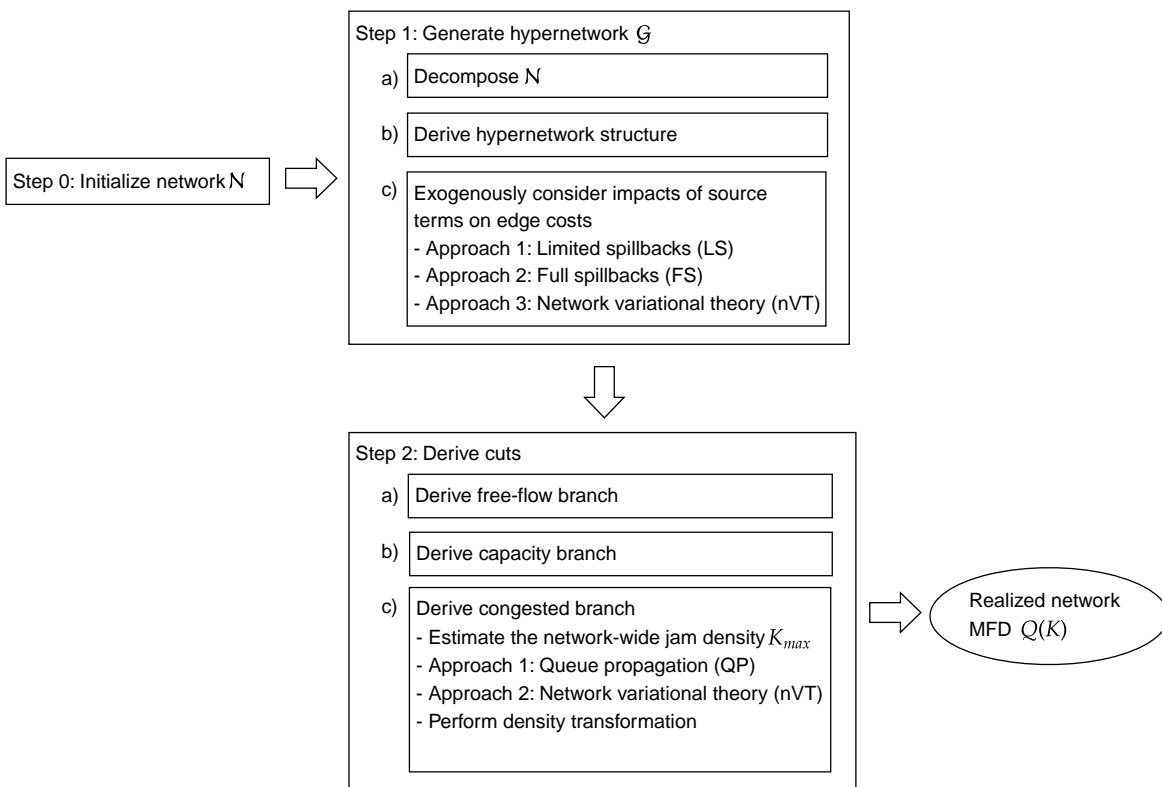 Step 0: Initialize network N
Step 1: Generate hypernetwork G
a) Decompose N
b) Derive hypernetwork structure
c) Exogenously consider impacts of source
terms on edge costs
- Approach 1: Limited spillbacks (LS)
- Approach 2: Full spillbacks (FS)
- Approach 3: Network variational theory (nVT)
Step 2: Derive cuts
a) Derive free-flow branch
b) Derive capacity branch
c) Derive congested branch
- Estimate the network-wide jam density K_max
- Approach 1: Queue propagation (QP)
- Approach 2: Network variational theory (nVT)
- Perform density transformation
Realized network
MFD Q(K)